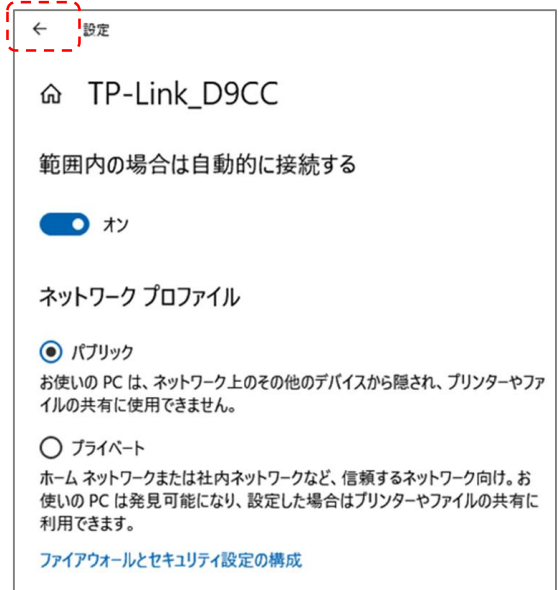 設定
TP-Link_D9CC
範囲内の場合は自動的に接続する
オン
ネットワーク プロファイル
パブリック
お使いの PC は、ネットワーク上のその他のデバイスから隠され、プリンターやファ
イルの共有に使用できません。
プライベート
ホーム ネットワークまたは社内ネットワークなど、信頼するネットワーク向け。お
使いの PC は発見可能になり、設定した場合はプリンターやファイルの共有に
利用できます。
ファイアウォールとセキュリティ設定の構成